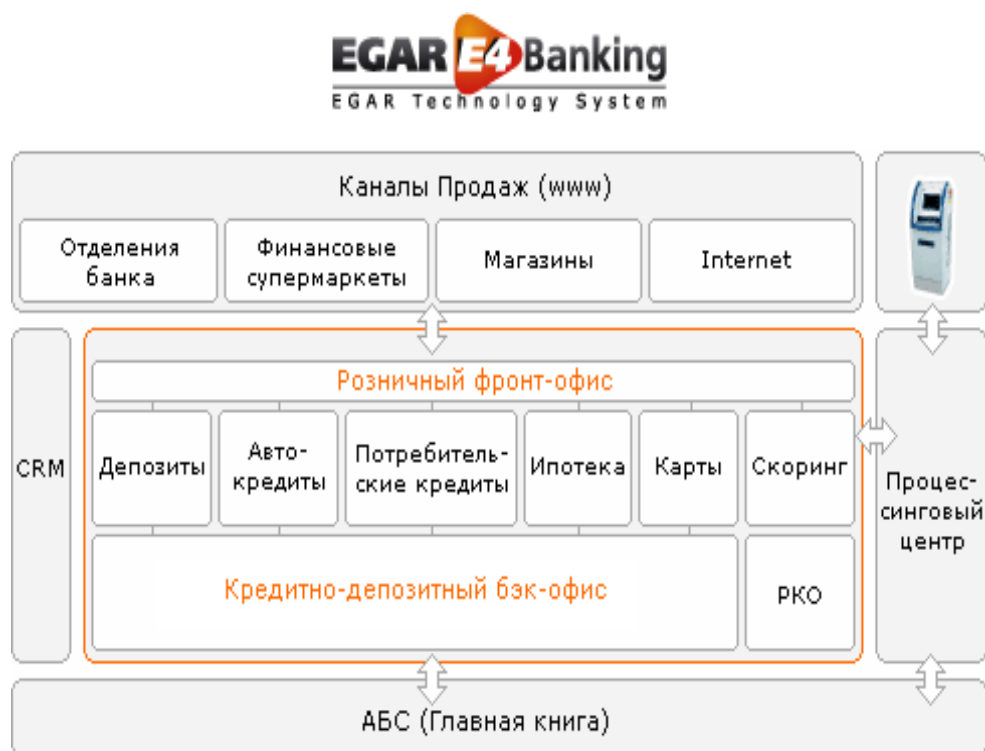 EGAR E4 Banking
EGAR Technology System
Каналы Продаж (www)
Отделения
банка
Финансовые
супермаркеты
Магазины
Internet
CRM
Розничный фронт-офис
Депозиты
Авто-
кредиты
Потребитель-
ские кредиты
Ипотека
Карты
Скоринг
Процес-
синговый
центр
Кредитно-депозитный бэк-офис
РКО
АБС (Главная книга)